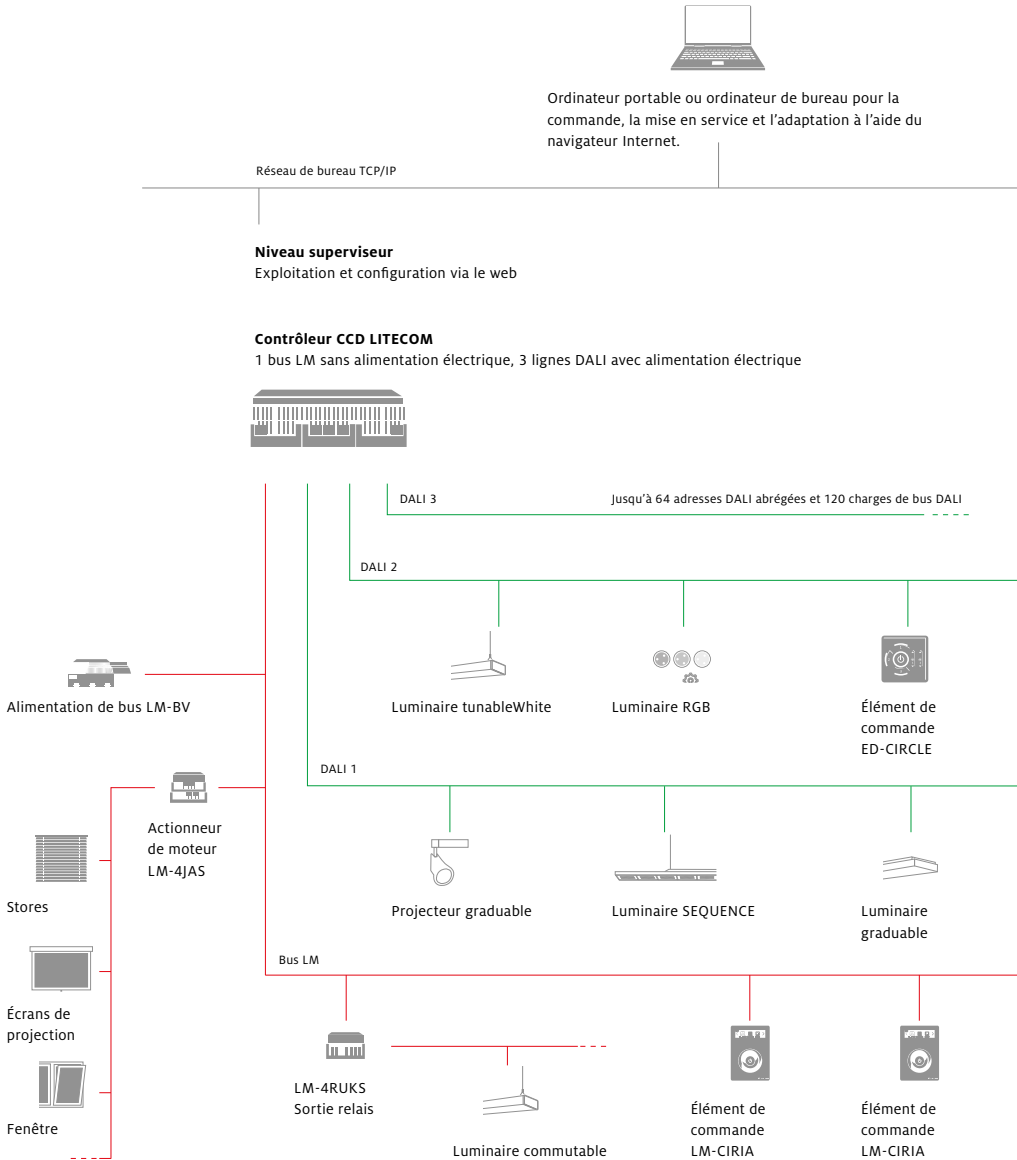 Ordinateur portable ou ordinateur de bureau pour la
commande, la mise en service et l'adaptation à l'aide du
navigateur Internet.
Réseau de bureau TCP/IP
Niveau superviseur
Exploitation et configuration via le web
Contrôleur CCD LITECOM
1 bus LM sans alimentation électrique, 3 lignes DALI avec alimentation électrique
DALI 3
Jusqu'à 64 adresses DALI abrégées et 120 charges de bus DALI
DALI 2
Alimentation de bus LM-BV
Luminaire tunableWhite
Luminaire RGB
Élément de
commande
ED-CIRCLE
DALI 1
Actionneur
de moteur
LM-4JAS
Stores
Projecteur graduable
Luminaire SEQUENCE
Luminaire
graduable
Bus LM
Écrans de
projection
LM-4RUKS
Sortie relais
Fenêtre
Luminaire commutable
Élément de
commande
LM-CIRIA
Élément de
commande
LM-CIRIA